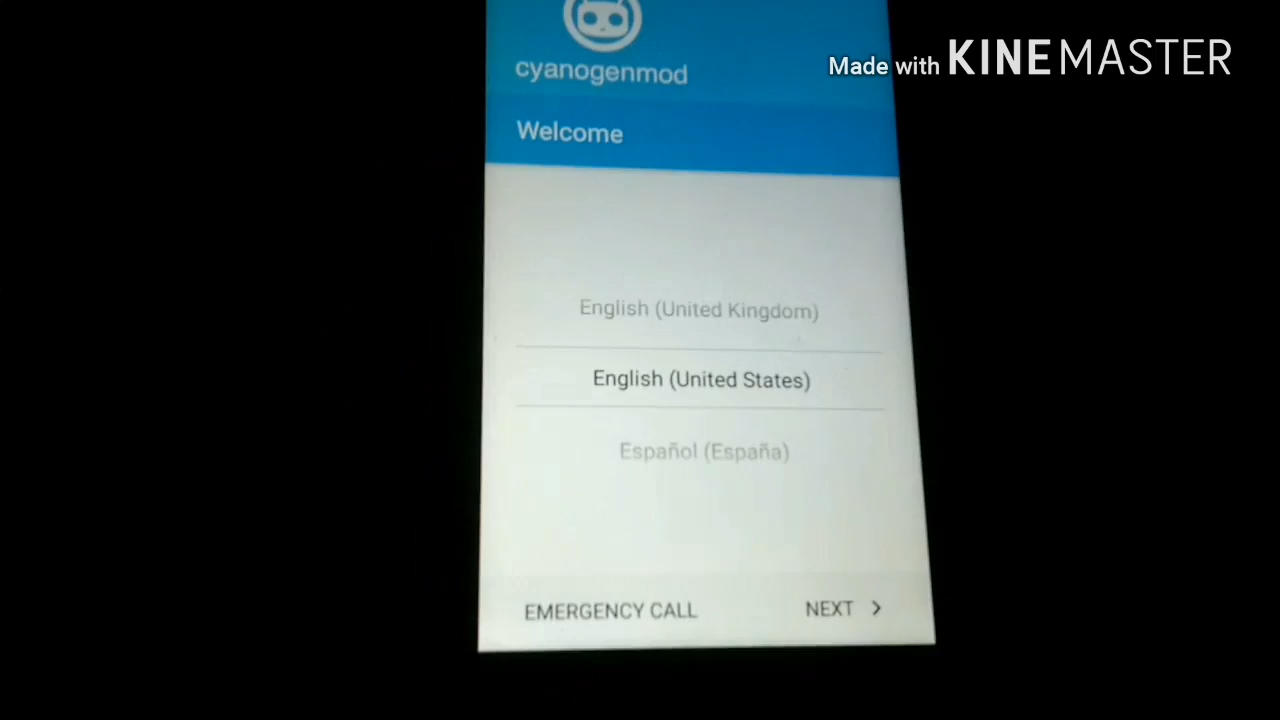 Made with KINEMASTER
cyanogenmod
Welcome
English (United Kingdom)
English (United States)
Español (España)
EMERGENCY CALL
NEXT >